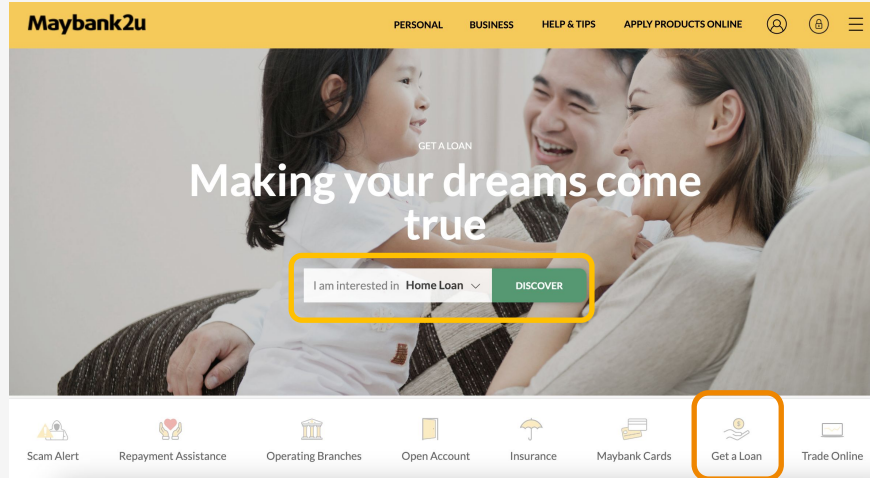 Maybank2u
PERSONAL BUSINESS HELP & TIPS APPLY PRODUCTS ONLINE
GET A LOAN
Making your dreams come
true
I am interested in Home Loan DISCOVER
Scam Alert Repayment Assistance Operating Branches Open Account Insurance Maybank Cards Get a Loan Trade Online